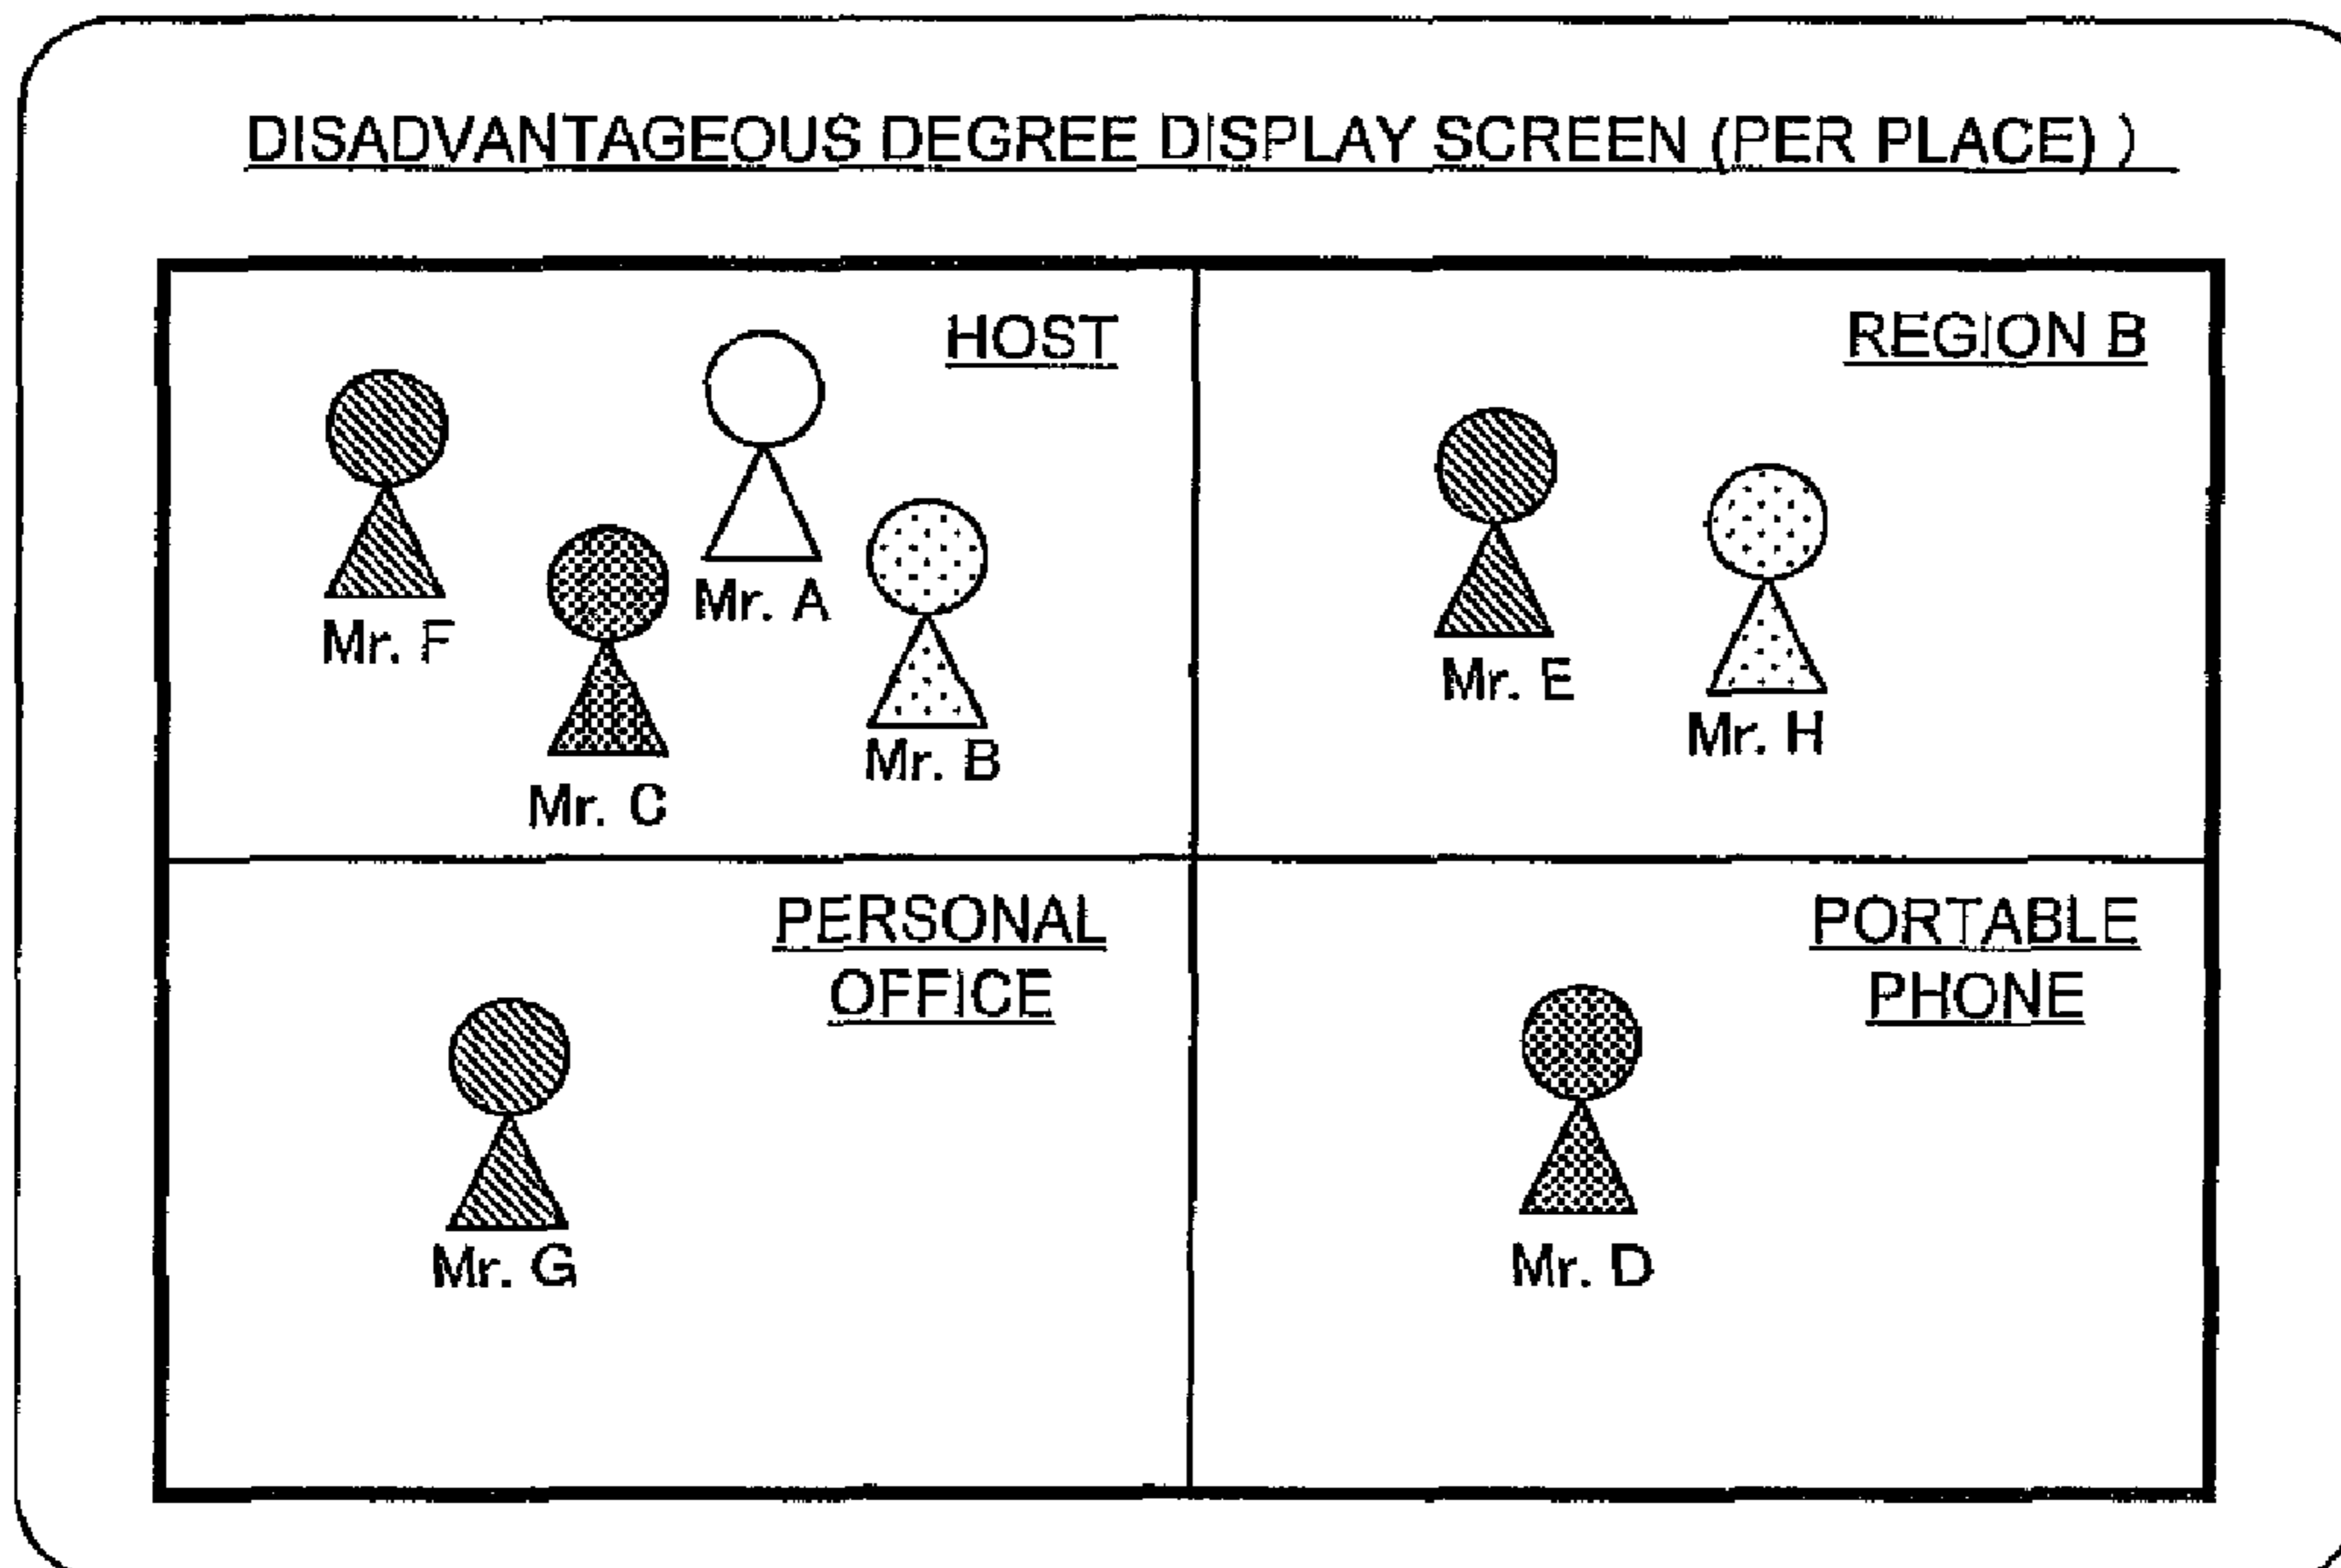 DISADVANTAGEOUS DEGREE DISPLAY SCREEN (PER PLACE) )
HOST
Mr. F
Mr. A
Mr. C
Mr. B
REGION B
Mr. E
Mr. H
PERSONAL
OFFICE
Mr. G
PORTABLE
PHONE
Mr. D